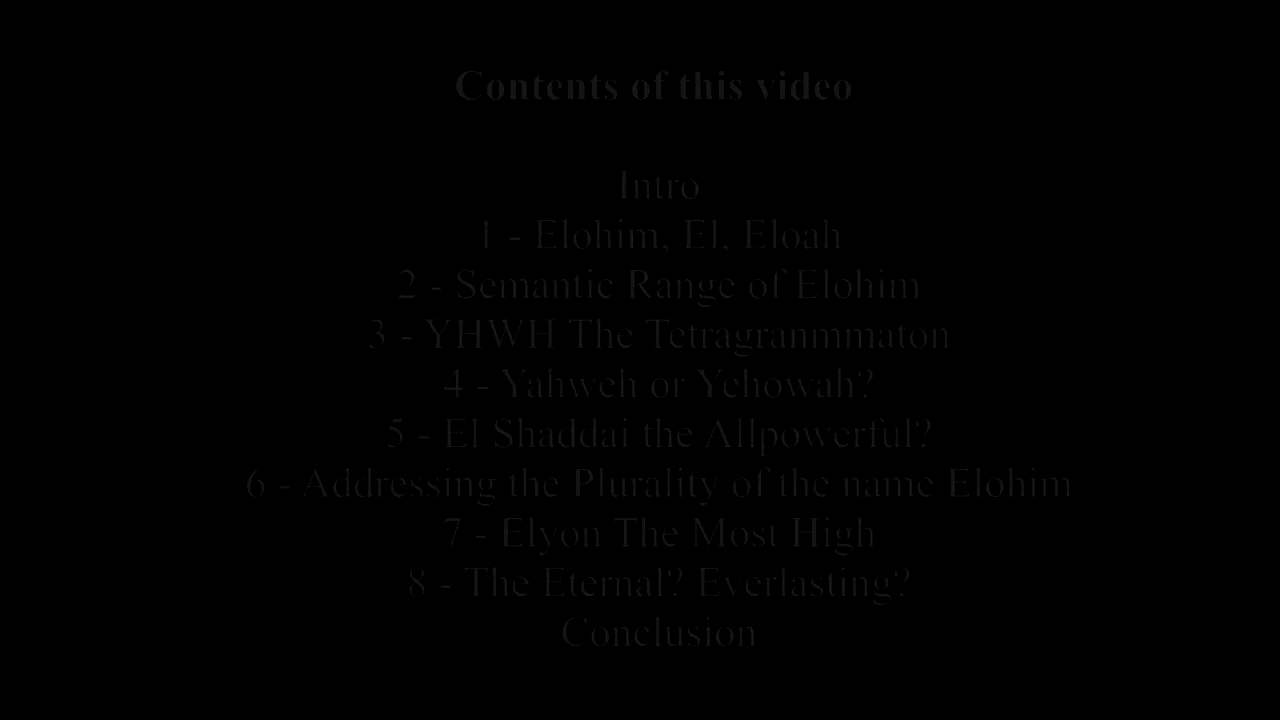 Contents of this video
Intro
1 - Elohim, El, Eloah
2 - Semantic Range of Elohim
3 - YHWH The Tetragranmmaton
4 - Yahweh or Yehowah?
5 - El Shaddai the Allpowerful?
6 - Addressing the Plurality of the name Elohim
7 - Elyon The Most High
8 - The Eternal? Everlasting?
Conclusion